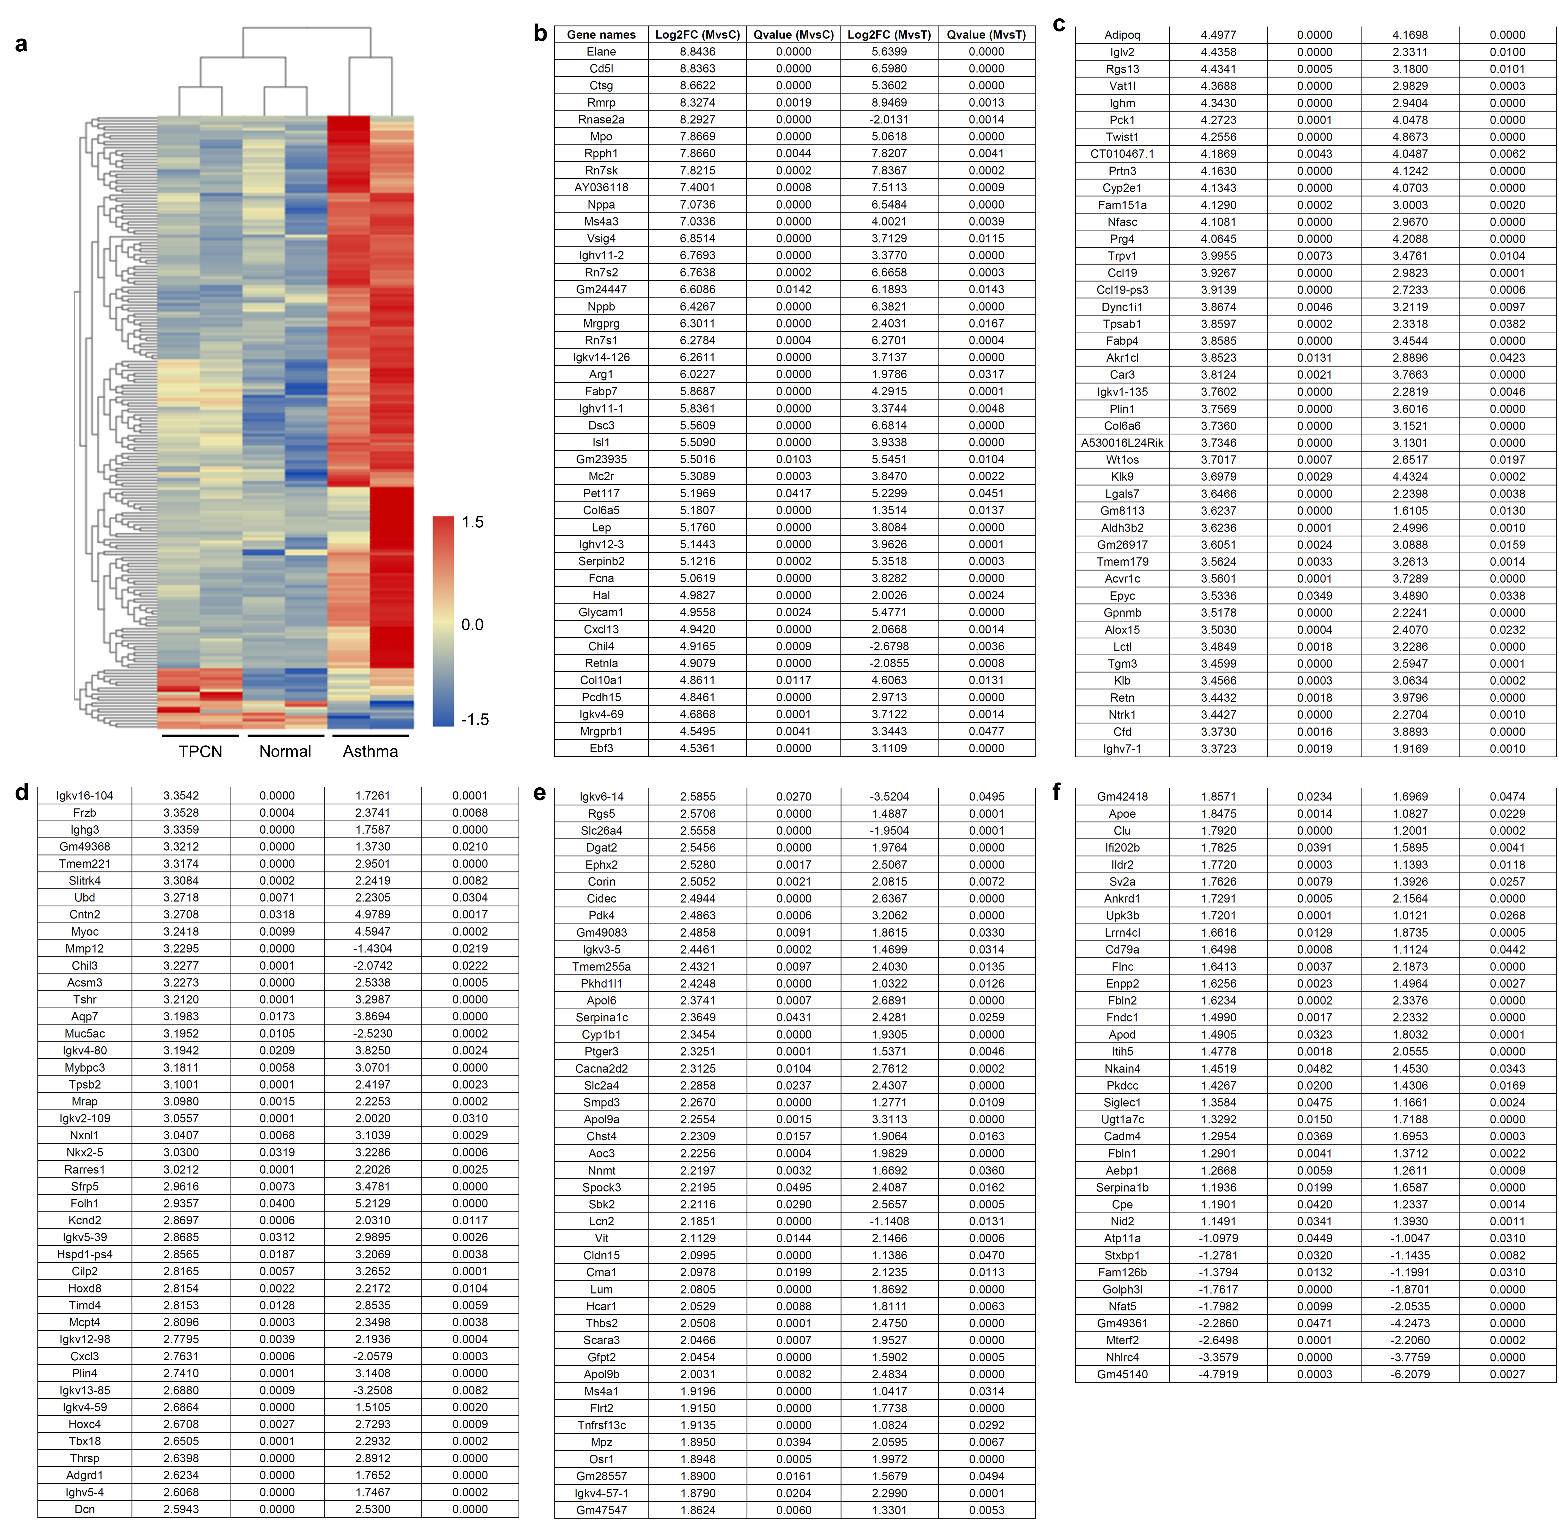 a
1.5
0.0
-1.5
TPCN Normal Asthma
b
Gene names Log2FC (MvsC) Qvalue (MvsC) Log2FC (MvsT) Qvalue (MvsT)
Elane 8.8436 0.0000 5.6399 0.0000
Cd5l 8.8363 0.0000 6.5980 0.0000
Ctsg 8.6622 0.0000 5.3602 0.0000
Rmrp 8.3274 0.0019 8.9469 0.0013
Rnase2a 8.2927 0.0000 -2.0131 0.0014
Mpo 7.8669 0.0000 5.0618 0.0000
Rpph1 7.8660 0.0044 7.8207 0.0041
Rn7sk 7.8215 0.0002 7.8367 0.0002
AY036118 7.4001 0.0008 7.5113 0.0009
Nppa 7.0736 0.0000 6.5484 0.0000
Ms4a3 7.0336 0.0000 4.0021 0.0039
Vsig4 6.8514 0.0000 3.7129 0.0115
Ighv11-2 6.7693 0.0000 3.3770 0.0000
Rn7s2 6.7638 0.0002 6.6658 0.0003
Gm24447 6.6086 0.0142 6.1893 0.0143
Nppb 6.4267 0.0000 6.3821 0.0000
Mrgprg 6.3011 0.0000 2.4031 0.0167
Rn7s1 6.2784 0.0004 6.2701 0.0004
Igkv14-126 6.2611 0.0000 3.7137 0.0000
Arg1 6.0227 0.0000 1.9786 0.0317
Fabp7 5.8687 0.0000 4.2915 0.0001
Ighv11-1 5.8361 0.0000 3.3744 0.0048
Dsc3 5.5609 0.0000 6.6814 0.0000
Isl1 5.5090 0.0000 3.9338 0.0000
Gm23935 5.5016 0.0103 5.5451 0.0104
Mc2r 5.3089 0.0003 3.8470 0.0022
Pet117 5.1969 0.0417 5.2299 0.0451
Col6a5 5.1807 0.0000 1.3514 0.0137
Lep 5.1760 0.0000 3.8084 0.0000
Ighv12-3 5.1443 0.0000 3.9626 0.0001
Serpinb2 5.1216 0.0002 5.3518 0.0003
Fcna 5.0619 0.0000 3.8282 0.0000
Hal 4.9827 0.0000 2.0026 0.0024
Glycam1 4.9558 0.0024 5.4771 0.0000
Cxcl13 4.9420 0.0000 2.0668 0.0014
Chil4 4.9165 0.0009 -2.6798 0.0036
Retnla 4.9079 0.0000 -2.0855 0.0008
Col10a1 4.8611 0.0117 4.6063 0.0131
Pcdh15 4.8461 0.0000 2.9713 0.0000
Igkv4-69 4.6868 0.0001 3.7122 0.0014
Mrgprb1 4.5495 0.0041 3.3443 0.0477
Ebf3 4.5361 0.0000 3.1109 0.0000
c
Adipoq 4.4977 0.0000 4.1698 0.0000
Iglv2 4.4358 0.0000 2.3311 0.0100
Rgs13 4.4341 0.0005 3.1800 0.0101
Vat1l 4.3688 0.0000 2.9829 0.0003
Ighm 4.3430 0.0000 2.9404 0.0000
Pck1 4.2723 0.0001 4.0478 0.0000
Twist1 4.2556 0.0000 4.8673 0.0000
CT010467.1 4.1869 0.0043 4.0487 0.0062
Prtn3 4.1630 0.0000 4.1242 0.0000
Cyp2e1 4.1343 0.0000 4.0703 0.0000
Fam151a 4.1290 0.0002 3.0003 0.0020
Nfasc 4.1081 0.0000 2.9670 0.0000
Prg4 4.0645 0.0000 4.2088 0.0000
Trpv1 3.9955 0.0073 3.4761 0.0104
Ccl19 3.9267 0.0000 2.9823 0.0001
Ccl19-ps3 3.9139 0.0000 2.7233 0.0006
Dync1i1 3.8674 0.0046 3.2119 0.0097
Tpsab1 3.8597 0.0002 2.3318 0.0382
Fabp4 3.8585 0.0000 3.4544 0.0000
Akr1cl 3.8523 0.0131 2.8896 0.0423
Car3 3.8124 0.0021 3.7663 0.0000
Igkv1-135 3.7602 0.0000 2.2819 0.0046
Plin1 3.7569 0.0000 3.6016 0.0000
Col6a6 3.7360 0.0000 3.1521 0.0000
A530016L24Rik 3.7346 0.0000 3.1301 0.0000
Wt1os 3.7017 0.0007 2.6517 0.0197
Klk9 3.6979 0.0029 4.4324 0.0002
Lgals7 3.6466 0.0000 2.2398 0.0038
Gm8113 3.6237 0.0000 1.6105 0.0130
Aldh3b2 3.6236 0.0001 2.4996 0.0010
Gm26917 3.6051 0.0024 3.0888 0.0159
Tmem179 3.5624 0.0033 3.2613 0.0014
Acvr1c 3.5601 0.0001 3.7289 0.0000
Epyc 3.5336 0.0349 3.4890 0.0338
Gpnmb 3.5178 0.0000 2.2241 0.0000
Alox15 3.5030 0.0004 2.4070 0.0232
Lctl 3.4849 0.0018 3.2286 0.0000
Tgm3 3.4599 0.0000 2.5947 0.0001
Klb 3.4566 0.0003 3.0634 0.0002
Retn 3.4432 0.0018 3.9796 0.0000
Ntrk1 3.4427 0.0000 2.2704 0.0010
Cfd 3.3730 0.0016 3.8893 0.0000
Ighv7-1 3.3723 0.0019 1.9169 0.0010
d
Igkv16-104 3.3542 0.0000 1.7261 0.0001
Frzb 3.3528 0.0004 2.3741 0.0068
Ighg3 3.3359 0.0000 1.7587 0.0000
Gm49368 3.3212 0.0000 1.3730 0.0210
Tmem221 3.3174 0.0000 2.9501 0.0000
Slitrk4 3.3084 0.0002 2.2419 0.0082
Ubd 3.2718 0.0071 2.2305 0.0304
Cntn2 3.2708 0.0318 4.9789 0.0017
Myoc 3.2418 0.0099 4.5947 0.0002
Mmp12 3.2295 0.0000 -1.4304 0.0219
Chil3 3.2277 0.0001 -2.0742 0.0222
Acsm3 3.2273 0.0000 2.5338 0.0005
Tshr 3.2120 0.0001 3.2987 0.0000
Aqp7 3.1983 0.0173 3.8694 0.0000
Muc5ac 3.1952 0.0105 -2.5230 0.0002
Igkv4-80 3.1942 0.0209 3.8250 0.0024
Mybpc3 3.1811 0.0058 3.0701 0.0000
Tpsb2 3.1001 0.0001 2.4197 0.0023
Mrap 3.0980 0.0015 2.2253 0.0002
Igkv2-109 3.0557 0.0001 2.0020 0.0310
Nxnl1 3.0407 0.0068 3.1039 0.0029
Nkx2-5 3.0300 0.0319 3.2286 0.0006
Rarres1 3.0212 0.0001 2.2026 0.0025
Sfrp5 2.9616 0.0073 3.4781 0.0000
Folh1 2.9357 0.0400 5.2129 0.0000
Kcnd2 2.8697 0.0006 2.0310 0.0117
Igkv5-39 2.8685 0.0312 2.9895 0.0026
Hspd1-ps4 2.8565 0.0187 3.2069 0.0038
Cilp2 2.8165 0.0057 3.2652 0.0001
Hoxd8 2.8154 0.0022 2.2172 0.0104
Timd4 2.8153 0.0128 2.8535 0.0059
Mcpt4 2.8096 0.0003 2.3498 0.0038
Igkv12-98 2.7795 0.0039 2.1936 0.0004
Cxcl3 2.7631 0.0006 -2.0579 0.0003
Plin4 2.7410 0.0001 3.1408 0.0000
Igkv13-85 2.6880 0.0009 -3.2508 0.0082
Igkv4-59 2.6864 0.0000 1.5105 0.0020
Hoxc4 2.6708 0.0027 2.7293 0.0009
Tbx18 2.6505 0.0001 2.2932 0.0002
Thrsp 2.6398 0.0000 2.8912 0.0000
Adgrd1 2.6234 0.0000 1.7652 0.0000
Ighv5-4 2.6068 0.0000 1.7467 0.0002
Dcn 2.5943 0.0000 2.5300 0.0000
e
Igkv6-14 2.5855 0.0270 -3.5204 0.0495
Rgs5 2.5706 0.0000 1.4887 0.0001
Slc26a4 2.5558 0.0000 -1.9504 0.0001
Dgat2 2.5456 0.0000 1.9764 0.0000
Ephx2 2.5280 0.0017 2.5067 0.0000
Corin 2.5052 0.0021 2.0815 0.0072
Cidec 2.4944 0.0000 2.6367 0.0000
Pdk4 2.4863 0.0006 3.2062 0.0000
Gm49083 2.4858 0.0091 1.8615 0.0330
Igkv3-5 2.4461 0.0002 1.4699 0.0314
Tmem255a 2.4321 0.0097 2.4030 0.0135
Pkhd1l1 2.4248 0.0000 1.0322 0.0126
Apol6 2.3741 0.0007 2.6891 0.0000
Serpina1c 2.3649 0.0431 2.4281 0.0259
Cyp1b1 2.3454 0.0000 1.9305 0.0000
Ptger3 2.3251 0.0001 1.5371 0.0046
Cacna2d2 2.3125 0.0104 2.7612 0.0002
Slc2a4 2.2858 0.0237 2.4307 0.0000
Smpd3 2.2670 0.0000 1.2771 0.0109
Apol9a 2.2554 0.0015 3.3113 0.0000
Chst4 2.2309 0.0157 1.9064 0.0163
Aoc3 2.2256 0.0004 1.9829 0.0000
Nnmt 2.2197 0.0032 1.6692 0.0360
Spock3 2.2195 0.0495 2.4087 0.0162
Sbk2 2.2116 0.0290 2.5657 0.0005
Lcn2 2.1851 0.0000 -1.1408 0.0131
Vit 2.1129 0.0144 2.1466 0.0006
Cldn15 2.0995 0.0000 1.1386 0.0470
Cma1 2.0978 0.0199 2.1235 0.0113
Lum 2.0805 0.0000 1.8692 0.0000
Hcar1 2.0529 0.0088 1.8111 0.0063
Thbs2 2.0508 0.0001 2.4750 0.0000
Scara3 2.0466 0.0007 1.9527 0.0000
Gfpt2 2.0454 0.0000 1.5902 0.0005
Apol9b 2.0031 0.0082 2.4834 0.0000
Ms4a1 1.9196 0.0000 1.0417 0.0314
Flrt2 1.9150 0.0000 1.7738 0.0000
Tnfrsf13c 1.9135 0.0000 1.0824 0.0292
Mpz 1.8950 0.0394 2.0595 0.0067
Osr1 1.8948 0.0005 1.9972 0.0000
Gm28557 1.8900 0.0161 1.5679 0.0494
Igkv4-57-1 1.8790 0.0204 2.2990 0.0001
Gm47547 1.8624 0.0060 1.3301 0.0053
f
Gm42418 1.8571 0.0234 1.6969 0.0474
Apoe 1.8475 0.0014 1.0827 0.0229
Clu 1.7920 0.0000 1.2001 0.0002
Ifi202b 1.7825 0.0391 1.5895 0.0041
Ildr2 1.7720 0.0003 1.1393 0.0118
Sv2a 1.7626 0.0079 1.3926 0.0257
Ankrd1 1.7291 0.0005 2.1564 0.0000
Upk3b 1.7201 0.0001 1.0121 0.0268
Lrrn4cl 1.6616 0.0129 1.8735 0.0005
Cd79a 1.6498 0.0008 1.1124 0.0442
Flnc 1.6413 0.0037 2.1873 0.0000
Enpp2 1.6256 0.0023 1.4964 0.0027
Fbln2 1.6234 0.0002 2.3376 0.0000
Fndc1 1.4990 0.0017 2.2332 0.0000
Apod 1.4905 0.0323 1.8032 0.0001
Itih5 1.4778 0.0018 2.0555 0.0000
Nkain4 1.4519 0.0482 1.4530 0.0343
Pkdcc 1.4267 0.0200 1.4306 0.0169
Siglec1 1.3584 0.0475 1.1661 0.0024
Ugt1a7c 1.3292 0.0150 1.7188 0.0000
Cadm4 1.2954 0.0369 1.6953 0.0003
Fbln1 1.2901 0.0041 1.3712 0.0022
Aebp1 1.2668 0.0059 1.2611 0.0009
Serpina1b 1.1936 0.0199 1.6587 0.0000
Cpe 1.1901 0.0420 1.2337 0.0014
Nid2 1.1491 0.0341 1.3930 0.0011
Atp11a -1.0979 0.0449 -1.0047 0.0310
Stxbp1 -1.2781 0.0320 -1.1435 0.0082
Fam126b -1.3794 0.0132 -1.1991 0.0310
Golph3l -1.7617 0.0000 -1.8701 0.0000
Nfat5 -1.7982 0.0099 -2.0535 0.0000
Gm49361 -2.2860 0.0471 -4.2473 0.0000
Mterf2 -2.6498 0.0001 -2.2060 0.0002
Nhlrc4 -3.3579 0.0000 -3.7759 0.0000
Gm45140 -4.7919 0.0003 -6.2079 0.0027